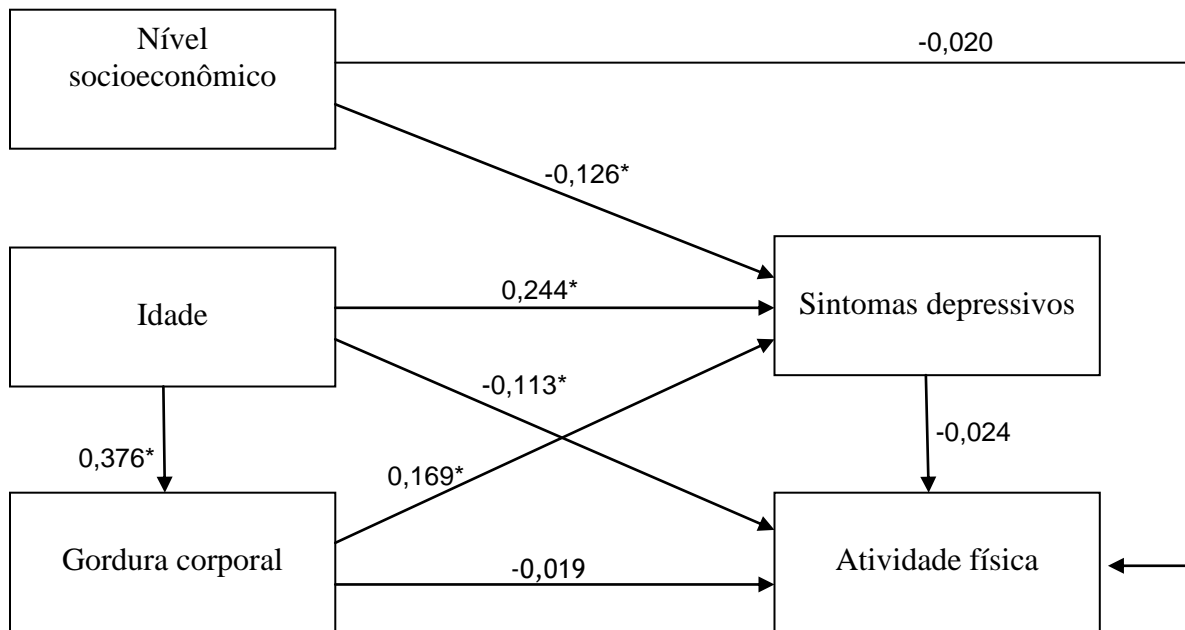 Nível
socioeconômico
-0,020
-0,126*
Idade
0,244*
Sintomas depressivos
-0,113*
0,376*
0,169*
-0,024
Gordura corporal
-0,019
Atividade física